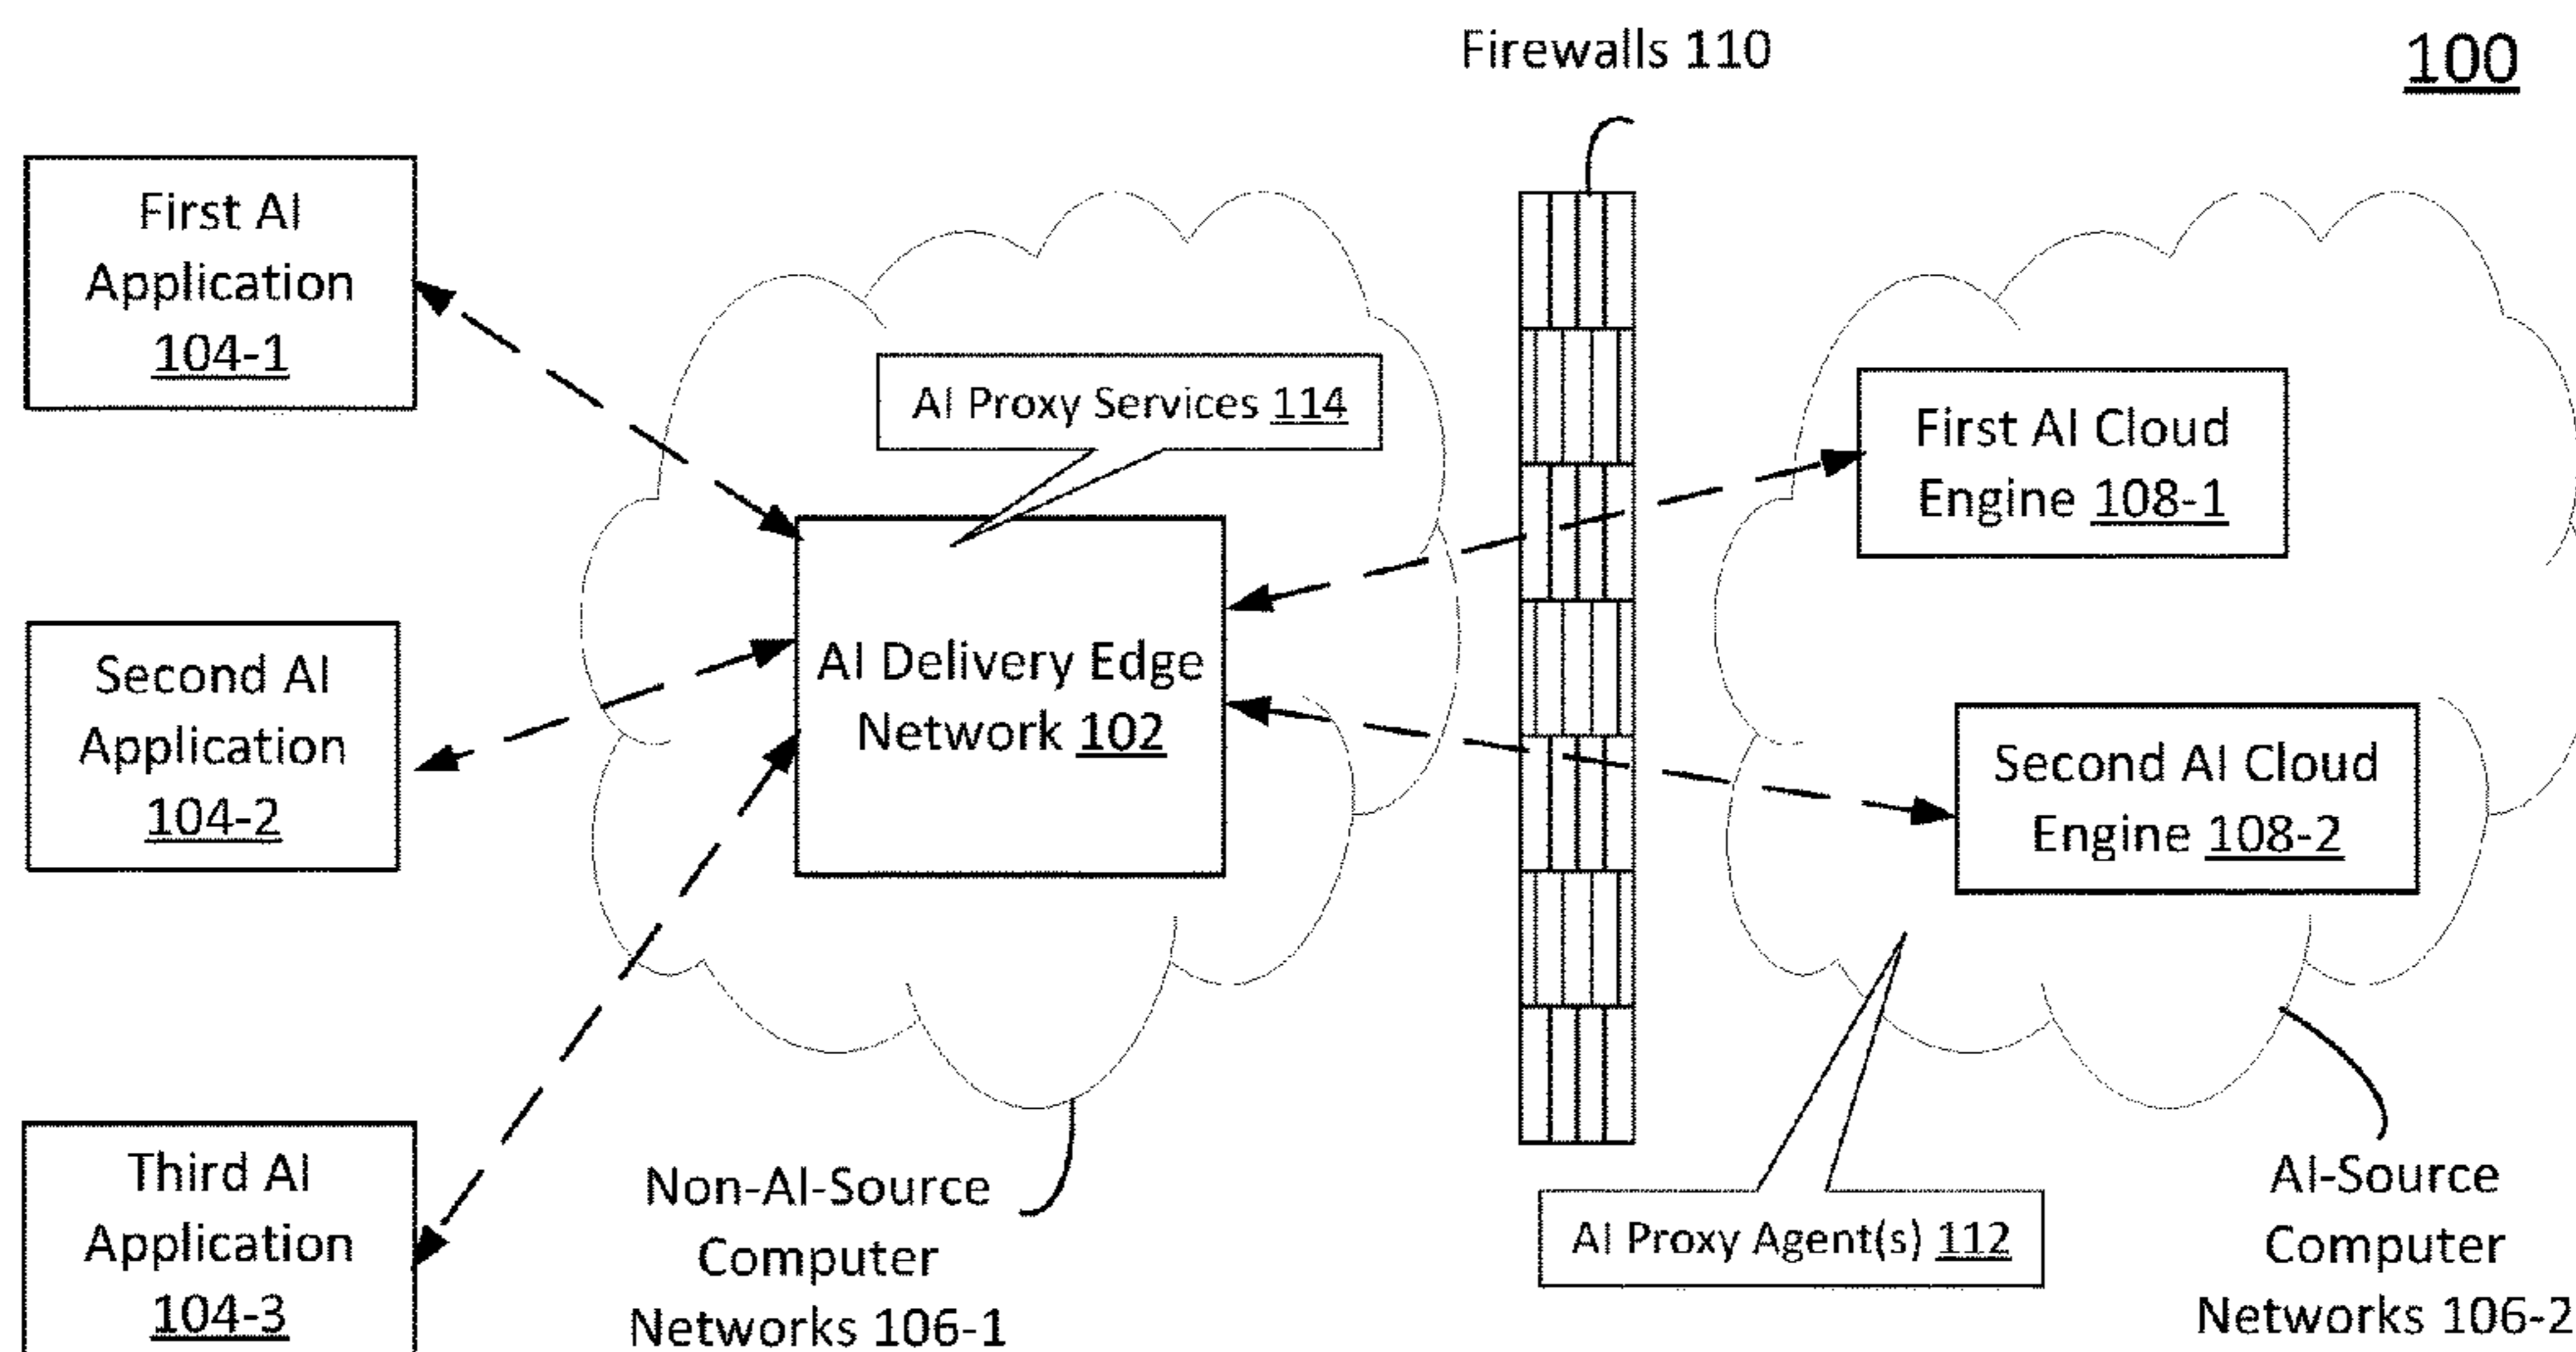 Firewalls 110
100
First AI
Application
104-1
AI Proxy Services 114
First AI Cloud
Engine 108-1
Second AI
Application
104-2
AI Delivery Edge
Network 102
Second AI Cloud
Engine 108-2
Third AI
Application
104-3
Non-AI-Source
Computer
Networks 106-1
AI Proxy Agent(s) 112
AI-Source
Computer
Networks 106-2